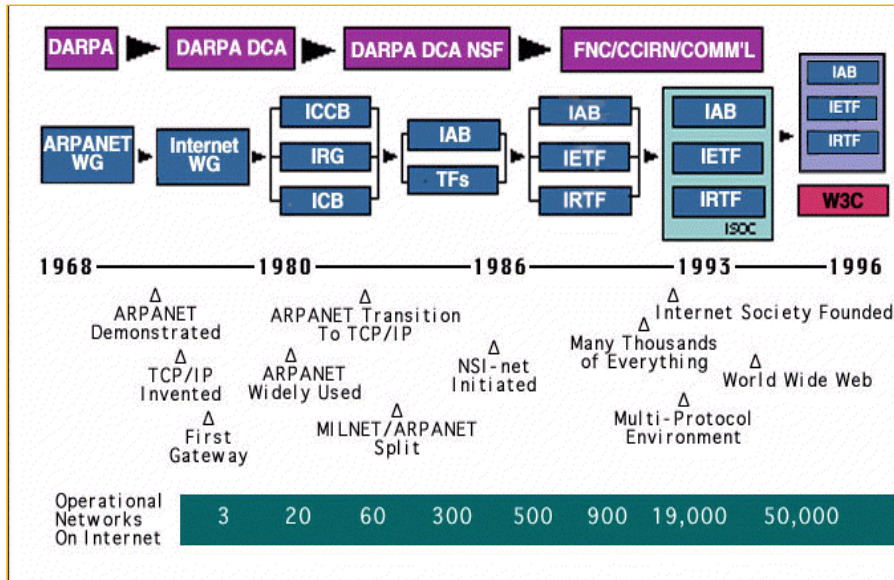 DARPA
DARPA DCA
DARPA DCA NSF
FNC/CCIRN/COMM'L
ARPANET
WG
Internet
WG
ICCB
IRG
ICB
IAB
TFs
IAB
IETF
IRTF
IAB
IETF
IRTF
ISOC
IAB
IETF
IRTF
W3C
1968
1980
1986
1993
1996
ARPANET
Demonstrated
TCP/IP
Invented
First
Gateway
ARPANET
Widely Used
ARPANET Transition
To TCP/IP
MILNET/ARPANET
Split
NSI-net
Initiated
Many Thousands
of Everything
Internet Society Founded
Multi-Protocol
Environment
World Wide Web
Operational
Networks
On Internet
3 20 60 300 500 900 19,000 50,000